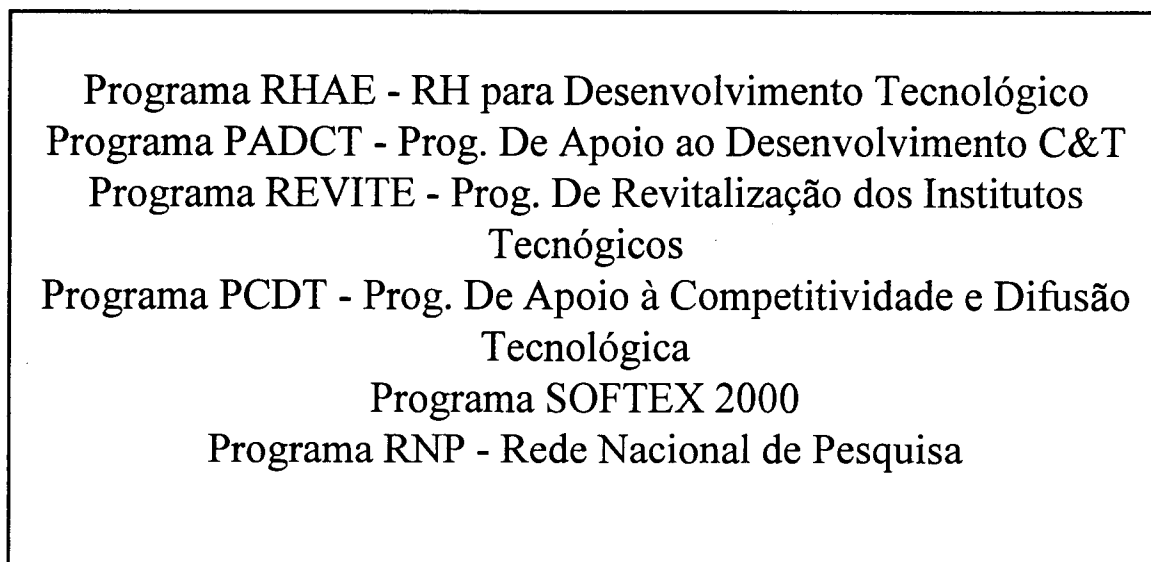 Programa RHAE - RH para Desenvolvimento Tecnológico
Programa PADCT - Prog. De Apoio ao Desenvolvimento C&T
Programa REVITE - Prog. De Revitalização dos Institutos
Tecnógicos
Programa PCDT - Prog. De Apoio à Competitividade e Difusão
Tecnológica
Programa SOFTEX 2000
Programa RNP - Rede Nacional de Pesquisa